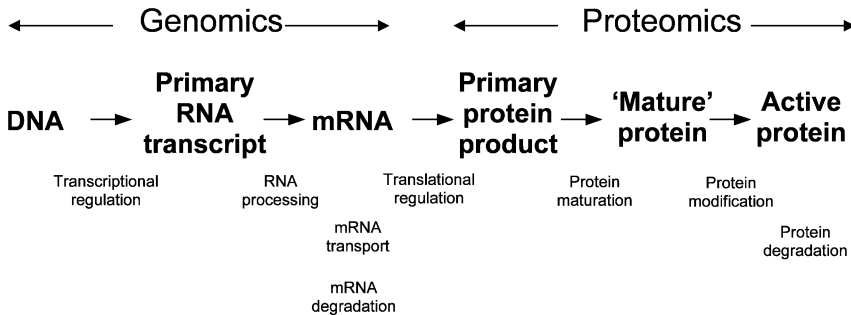 Genomics
Proteomics
DNA
Primary
RNA
transcript
mRNA
Primary
protein
product
‘Mature’
protein
Active
protein
Transcriptional
regulation
RNA
processing
mRNA
transport
mRNA
degradation
Translational
regulation
Protein
maturation
Protein
modification
Protein
degradation